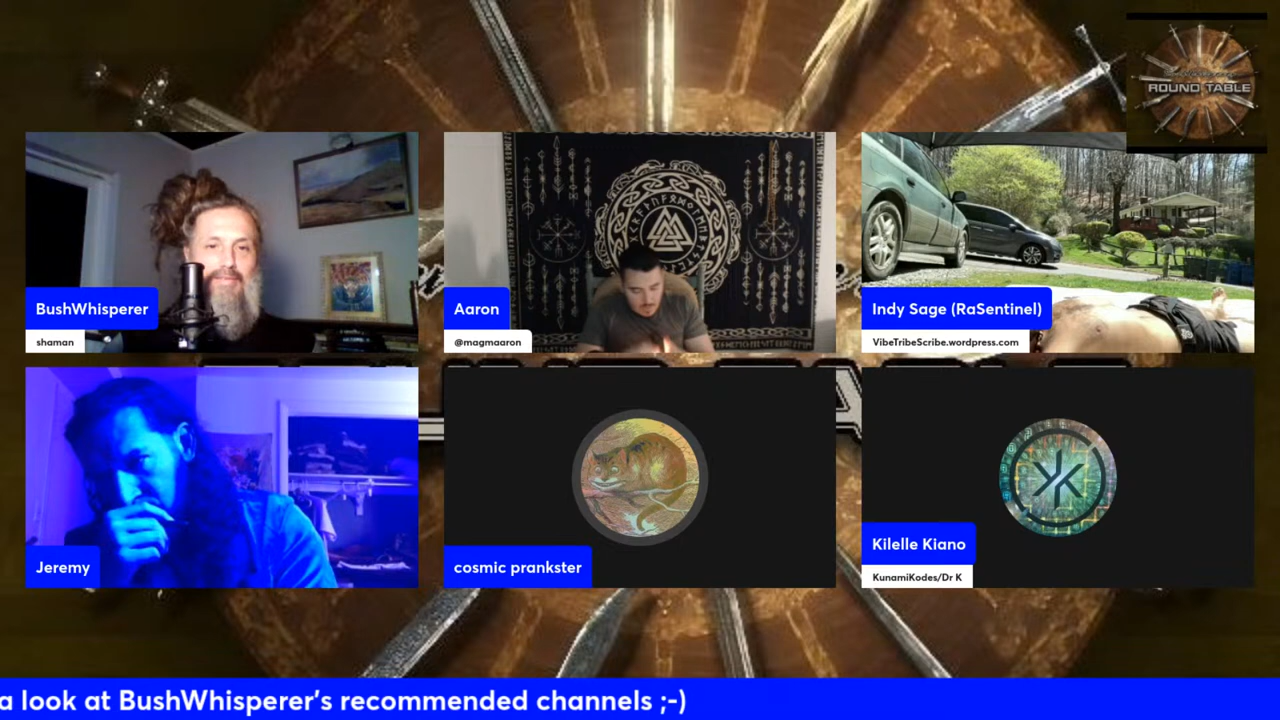 ROUND TABLE
BushWhisperer
shaman
Aaron
@magmaaron
Indy Sage (RaSentinel)
VibeTribeScribe.wordpress.com
Jeremy
cosmic prankster
Kilelle Kiano
KunamiKodes/Dr K
a look at BushWhisperer's recommended channels ;-)